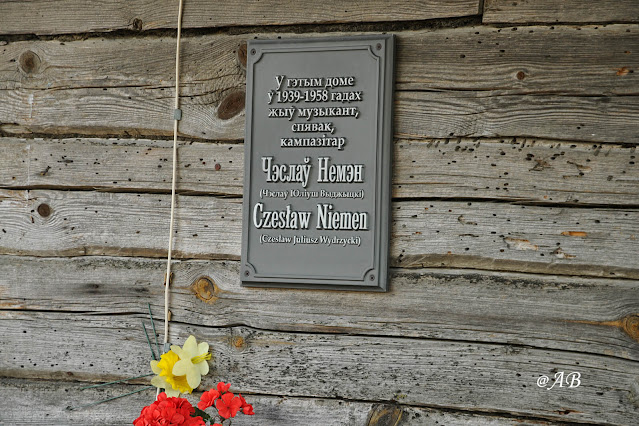 У гэтым доме
ў 1939-1958 гадах
жыў музыкант,
спявак,
кампазітар
Чэслаў Немэн
(Чэслаў Юліуш Выджыцкі)
Czesław Niemen
(Czesław Juliusz Wydrzycki)
@AB